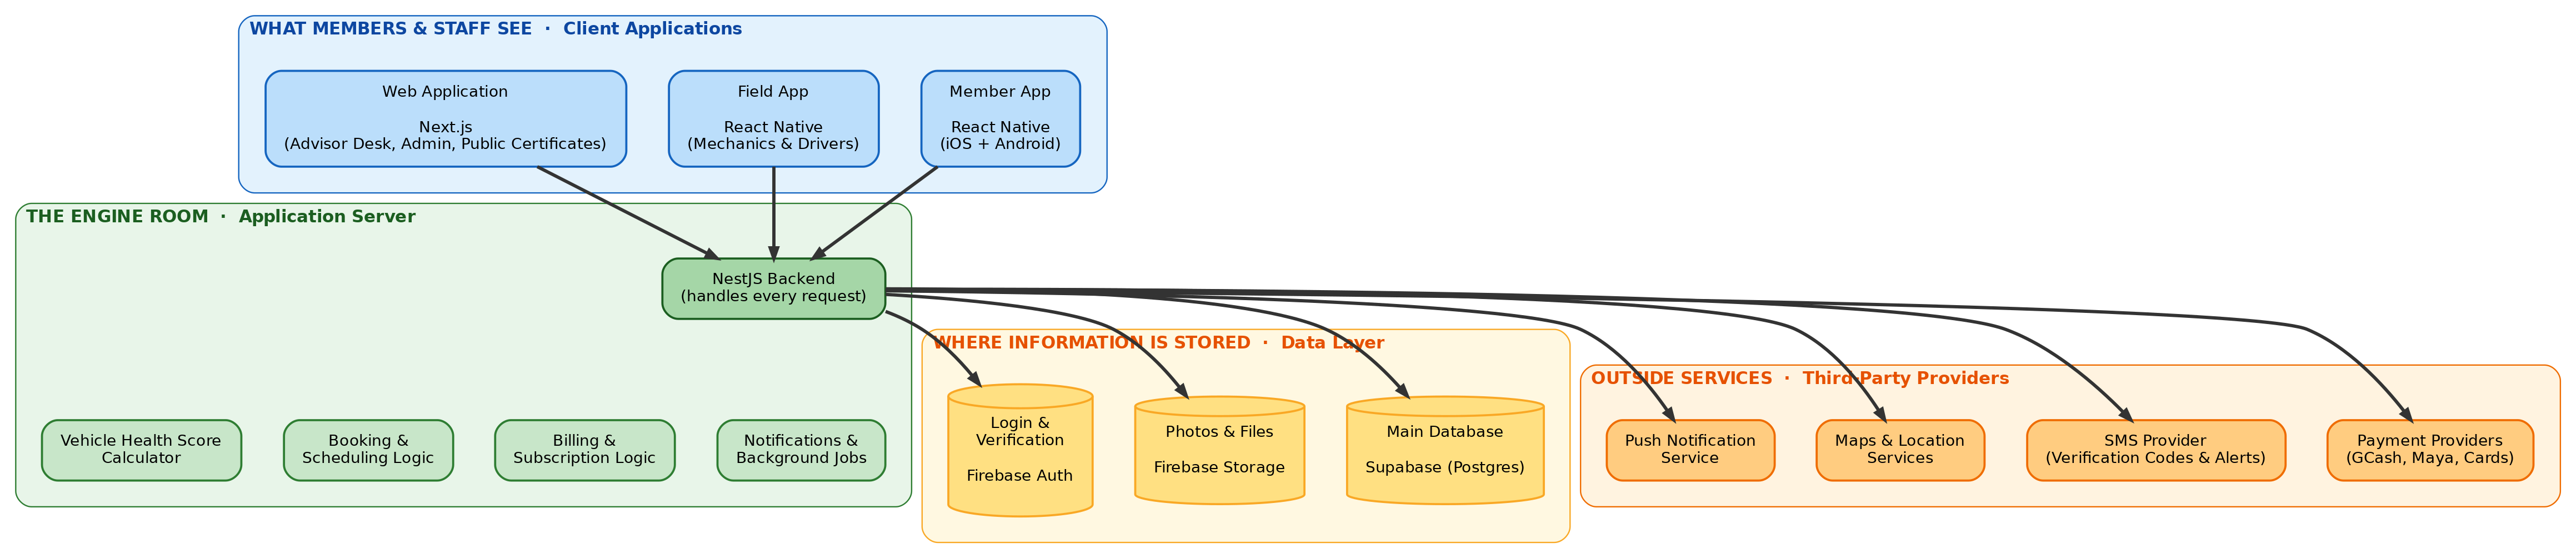 WHAT MEMBERS & STAFF SEE · Client Applications
Web Application
Next.js
(Advisor Desk, Admin, Public Certificates)
Field App
React Native
(Mechanics & Drivers)
Member App
React Native
(iOS + Android)
THE ENGINE ROOM · Application Server
NestJS Backend
(handles every request)
Vehicle Health Score
Calculator
Booking &
Scheduling Logic
Billing &
Subscription Logic
Notifications &
Background Jobs
WHERE INFORMATION IS STORED · Data Layer
Login &
Verification
Firebase Auth
Photos & Files
Firebase Storage
Main Database
Supabase (Postgres)
OUTSIDE SERVICES · Third-Party Providers
Push Notification
Service
Maps & Location
Services
SMS Provider
(Verification Codes & Alerts)
Payment Providers
(GCash, Maya, Cards)